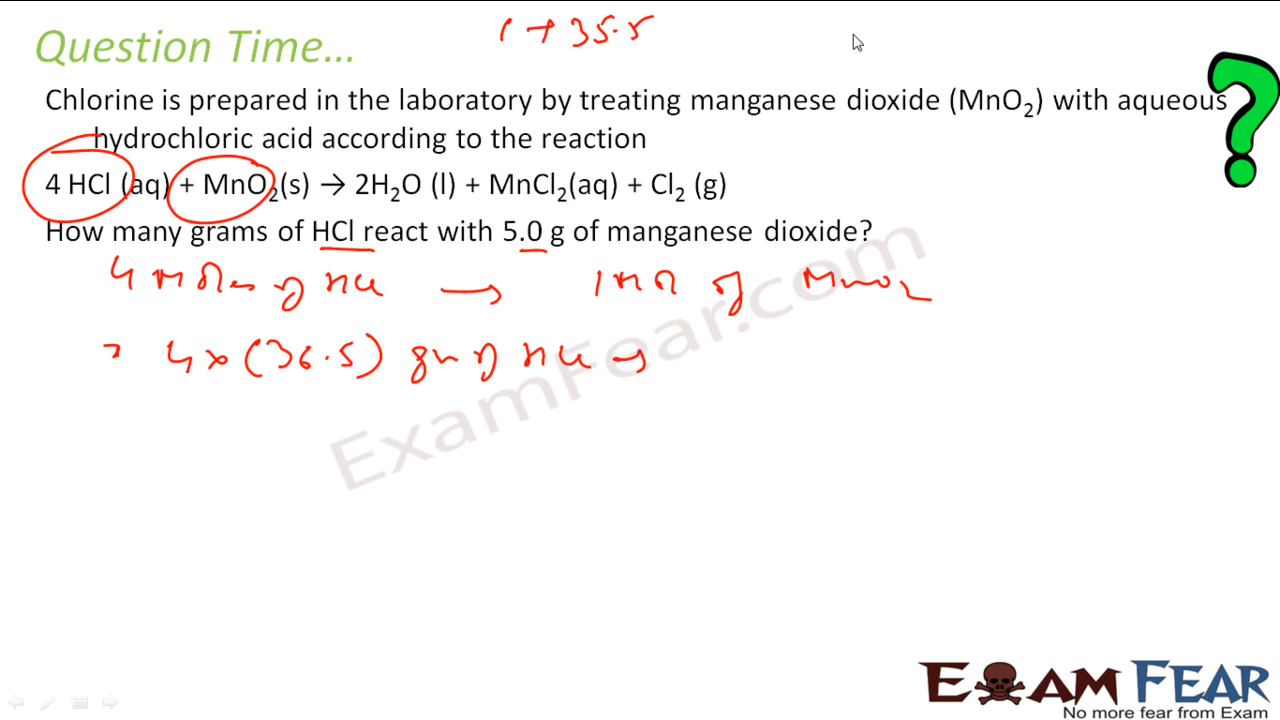 Question Time...
1 + 35.5
Chlorine is prepared in the laboratory by treating manganese dioxide (MnO₂) with aqueous
hydrochloric acid according to the reaction
4 HCl (aq) + MnO₂(s) → 2H₂O (l) + MnCl₂(aq) + Cl₂ (g)
How many grams of HCl react with 5.0 g of manganese dioxide?
4 moles of HCl → 1 mol of MnO2
4 x (36.5) gm of HCl →
ExamFear.com
EXAM FEAR
No more fear from Exam